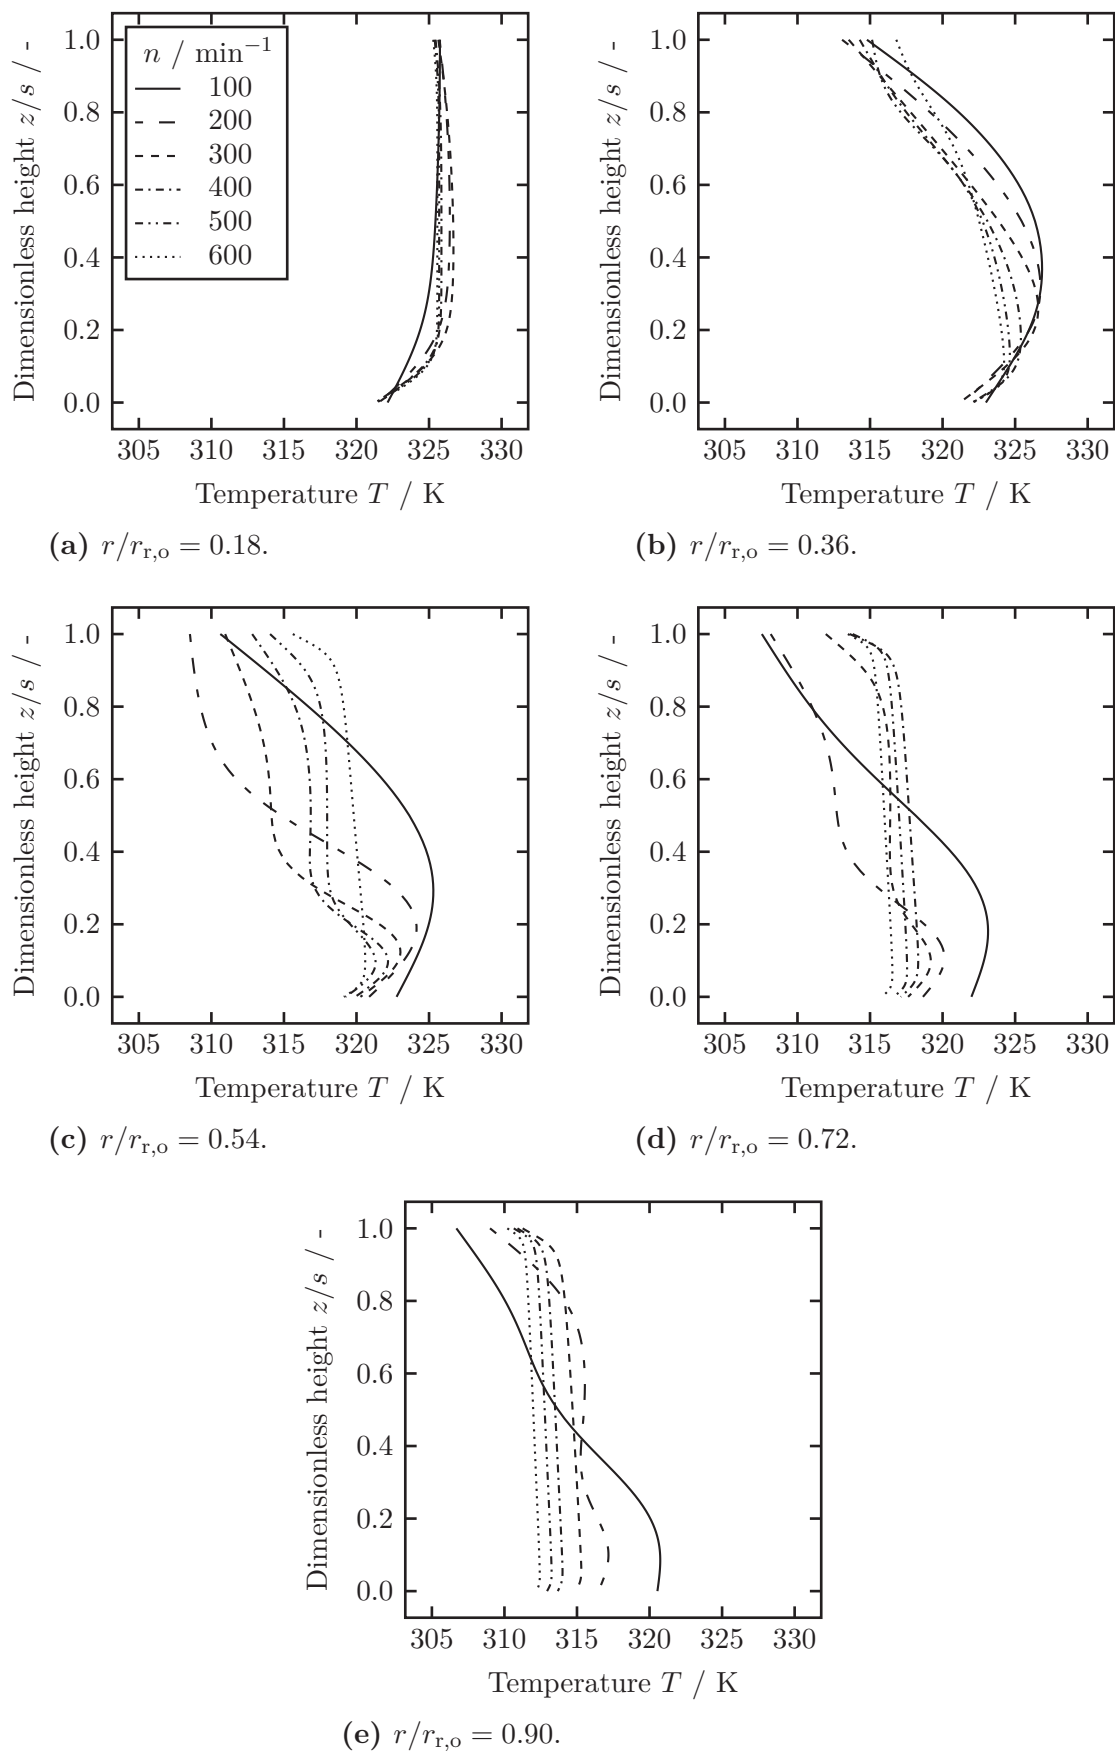 Dimensionless height z/s / -
1.0
0.8
0.6
0.4
0.2
0.0
n / min⁻¹
100
200
300
400
500
600
305 310 315 320 325 330
Temperature T / K
(a) r/r_{r,o} = 0.18.
Dimensionless height z/s / -
1.0
0.8
0.6
0.4
0.2
0.0
305 310 315 320 325 330
Temperature T / K
(b) r/r_{r,o} = 0.36.
Dimensionless height z/s / -
1.0
0.8
0.6
0.4
0.2
0.0
305 310 315 320 325 330
Temperature T / K
(c) r/r_{r,o} = 0.54.
Dimensionless height z/s / -
1.0
0.8
0.6
0.4
0.2
0.0
305 310 315 320 325 330
Temperature T / K
(d) r/r_{r,o} = 0.72.
Dimensionless height z/s / -
1.0
0.8
0.6
0.4
0.2
0.0
305 310 315 320 325 330
Temperature T / K
(e) r/r_{r,o} = 0.90.